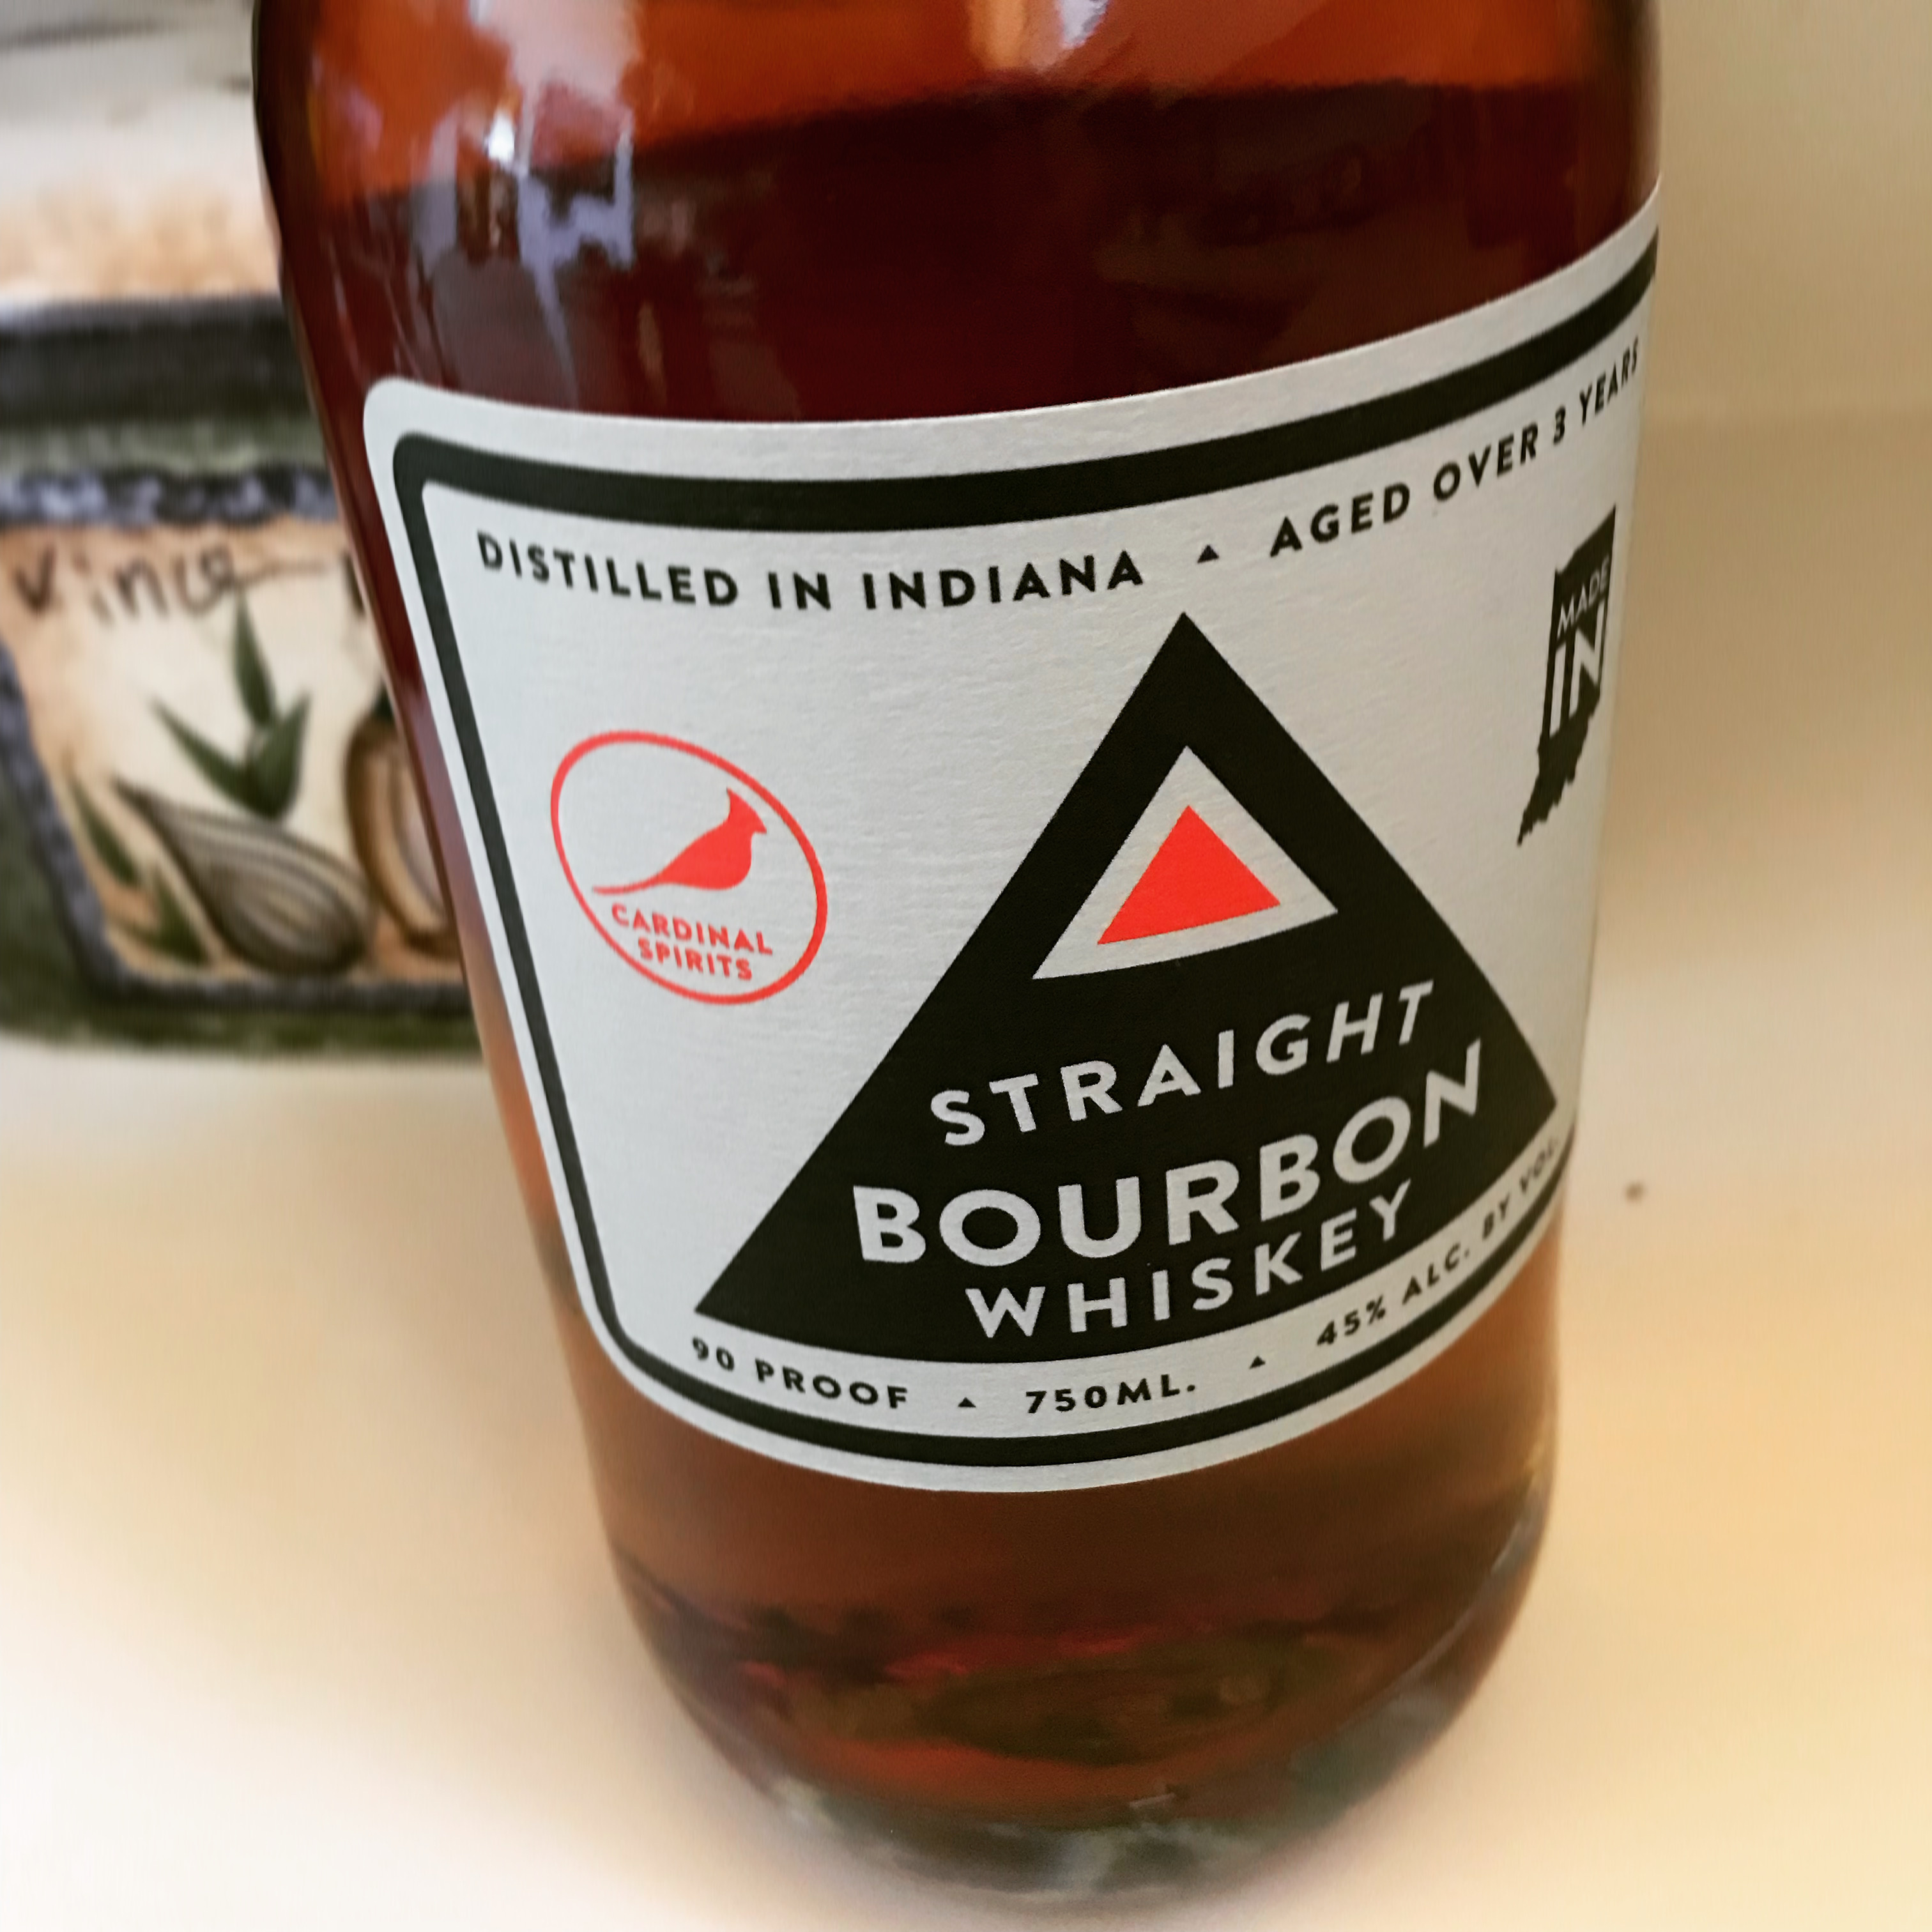 DISTILLED IN INDIANA ▲ AGED OVER 3 YEARS
MADE
IN
CARDINAL
SPIRITS
STRAIGHT
BOURBON
WHISKEY
90 PROOF ▲ 750ML. ▲ 45% ALC. BY VOL.